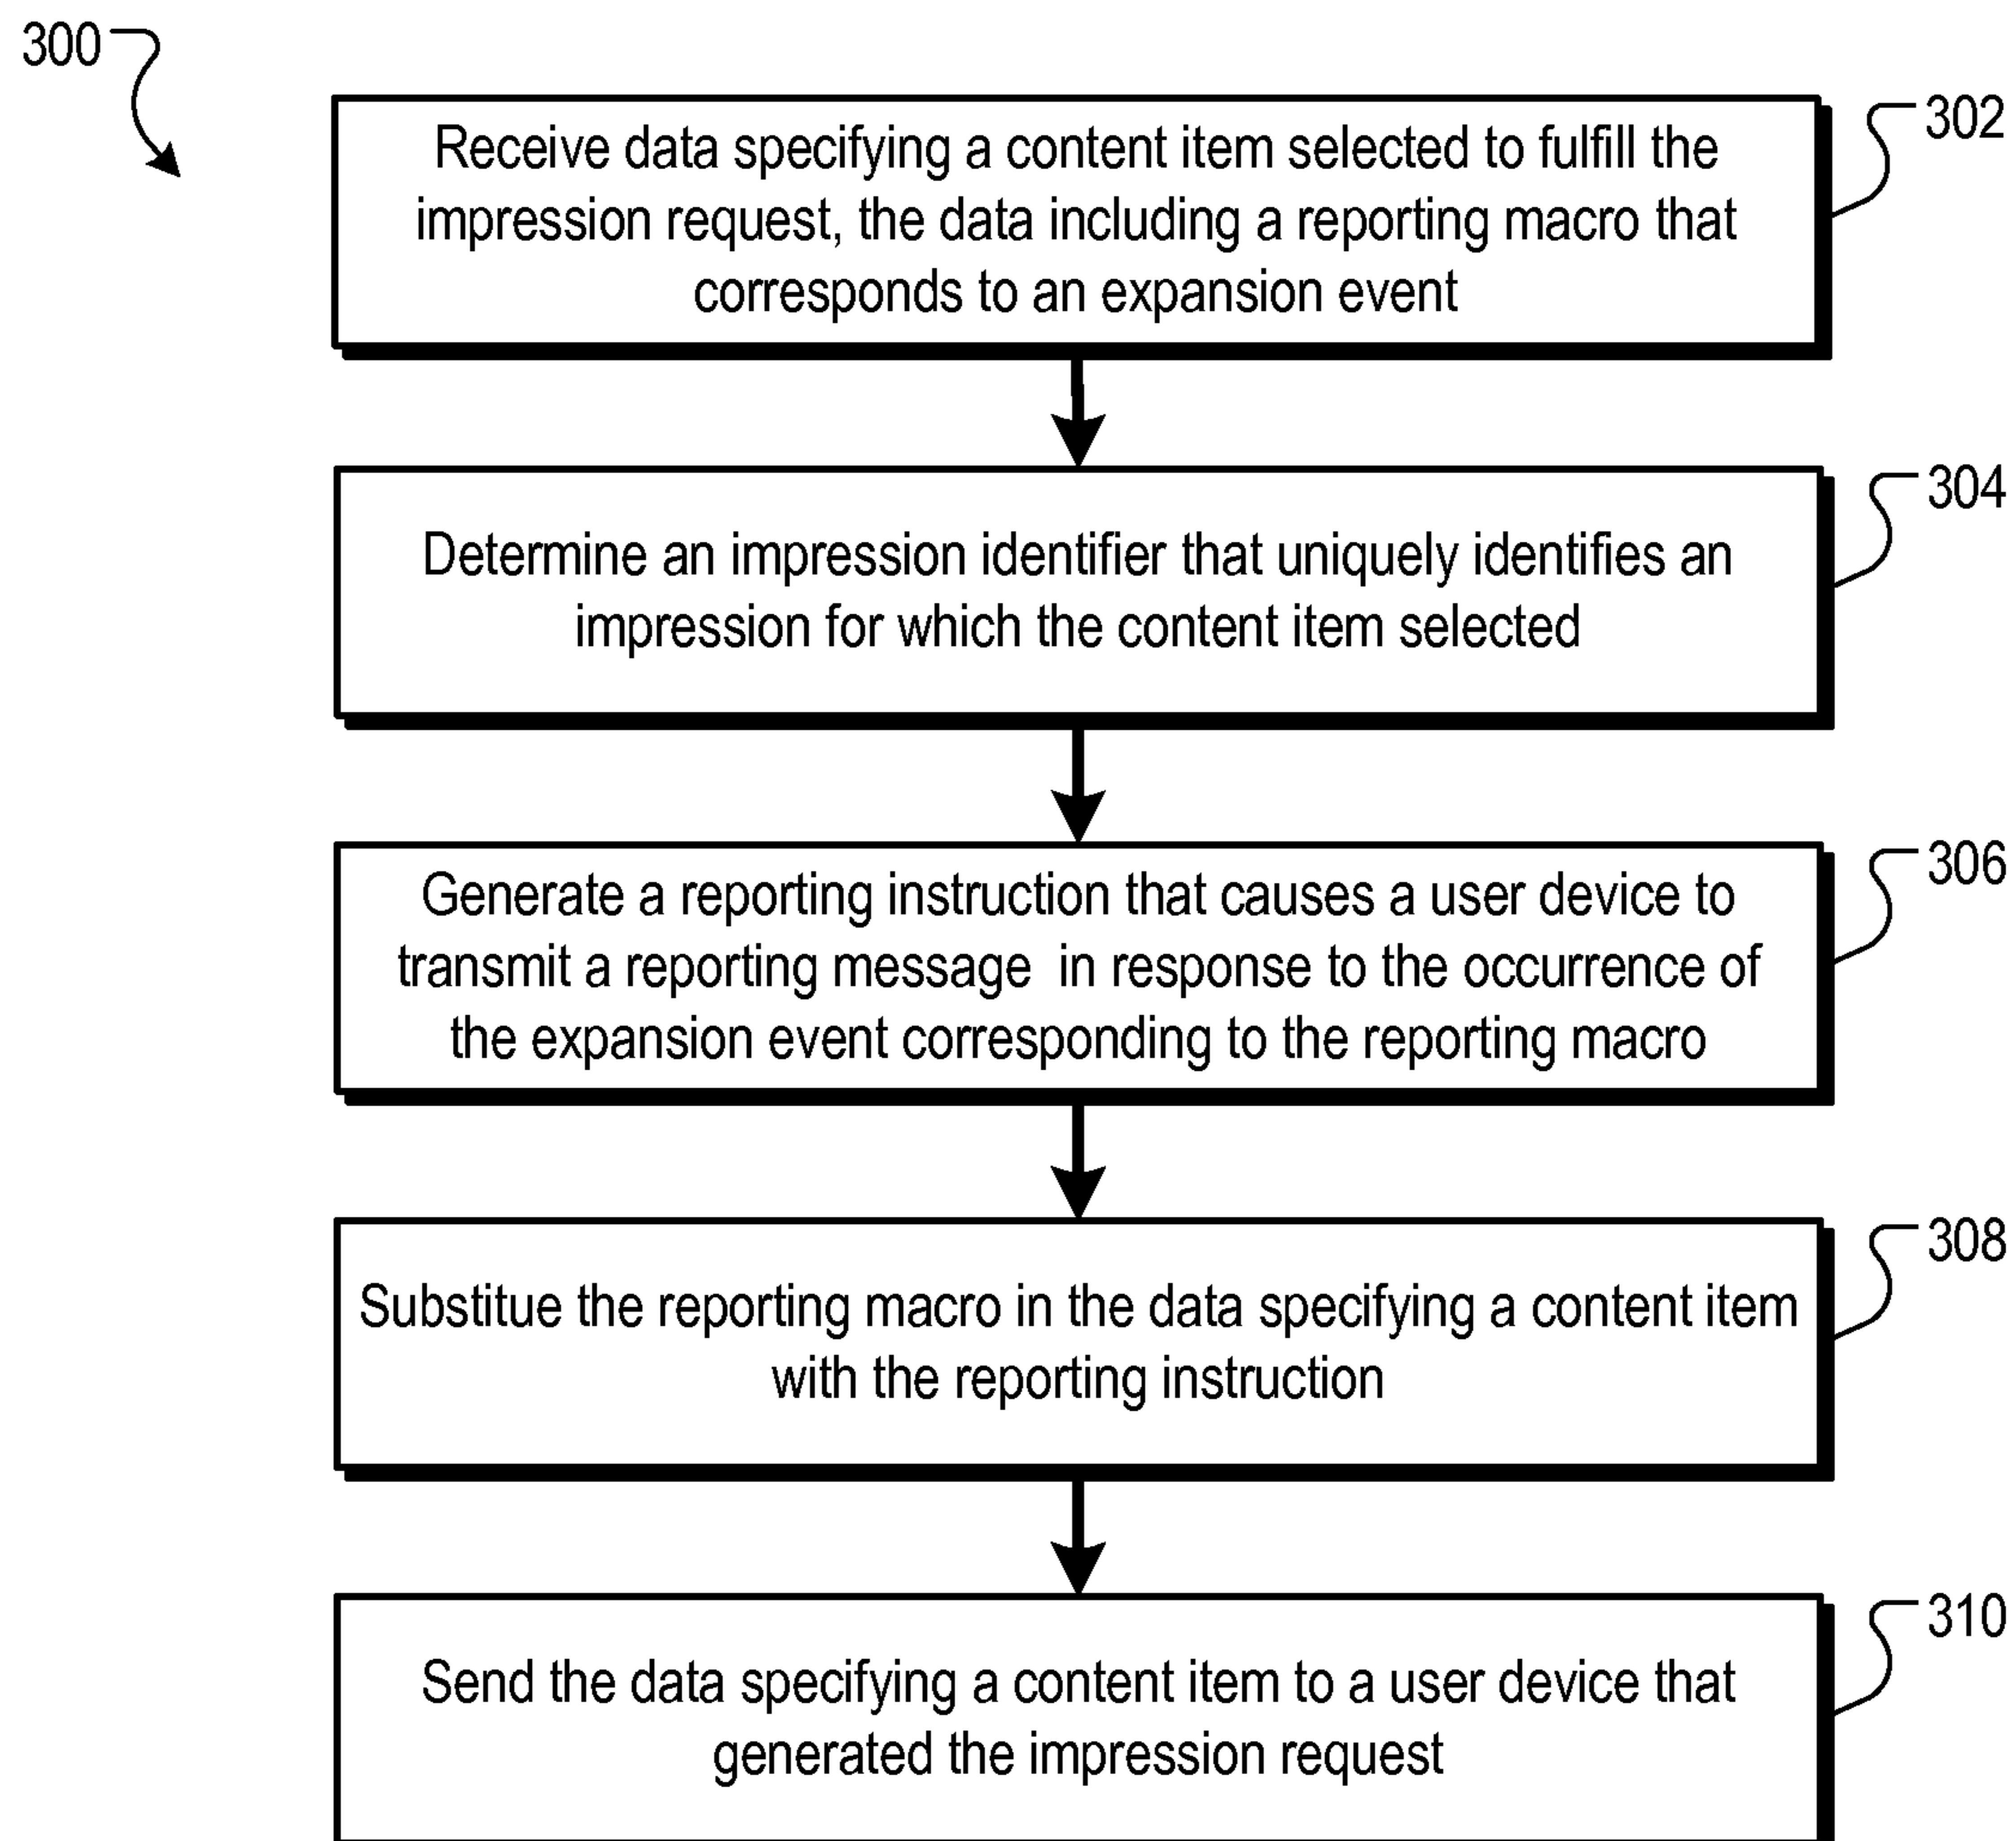 300
Receive data specifying a content item selected to fulfill the
impression request, the data including a reporting macro that
corresponds to an expansion event
302
Determine an impression identifier that uniquely identifies an
impression for which the content item selected
304
Generate a reporting instruction that causes a user device to
transmit a reporting message in response to the occurrence of
the expansion event corresponding to the reporting macro
306
Substitue the reporting macro in the data specifying a content item
with the reporting instruction
308
Send the data specifying a content item to a user device that
generated the impression request
310